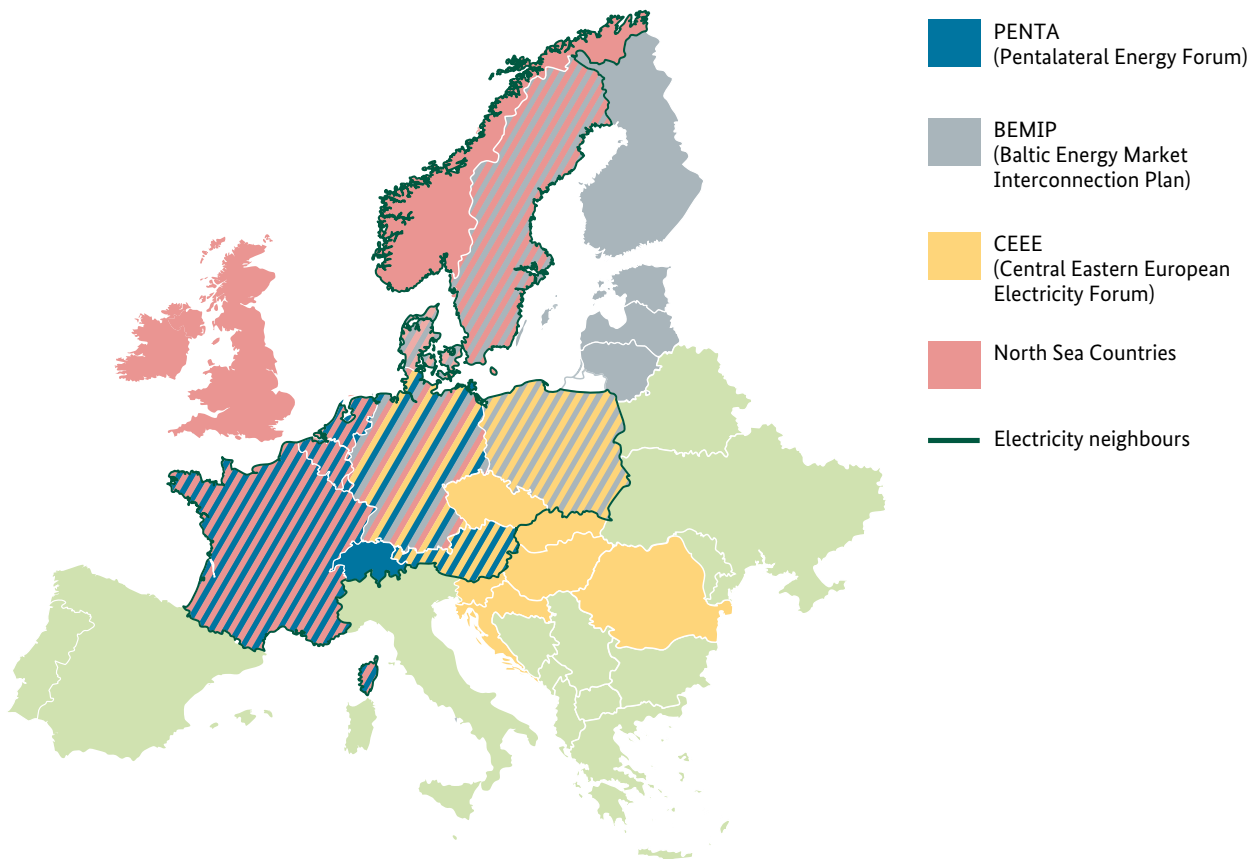 PENTA
(Pentalateral Energy Forum)
BEMIP
(Baltic Energy Market
Interconnection Plan)
CEEE
(Central Eastern European
Electricity Forum)
North Sea Countries
Electricity neighbours